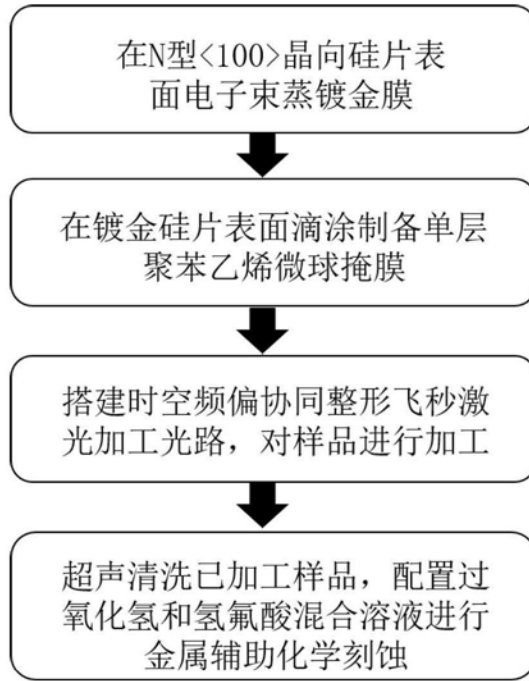 在N型<100>晶向硅片表
面电子束蒸镀金膜
在镀金硅片表面滴涂制备单层
聚苯乙烯微球掩膜
搭建时空频偏协同整形飞秒激
光加工光路，对样品进行加工
超声清洗已加工样品，配置过
氧化氢和氢氟酸混合溶液进行
金属辅助化学刻蚀